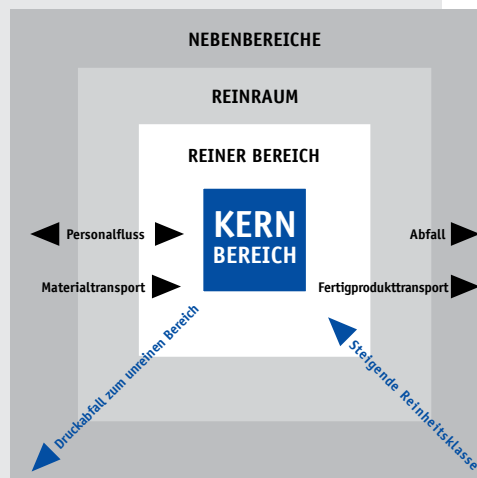 NEBENBEREICHE
REINRAUM
REINER BEREICH
KERN
BEREICH
Personalfluss
Abfall
Materialtransport
Fertigprodukttransport
Druckabfall zum unreinen Bereich
Steigende Reinheitsklasse